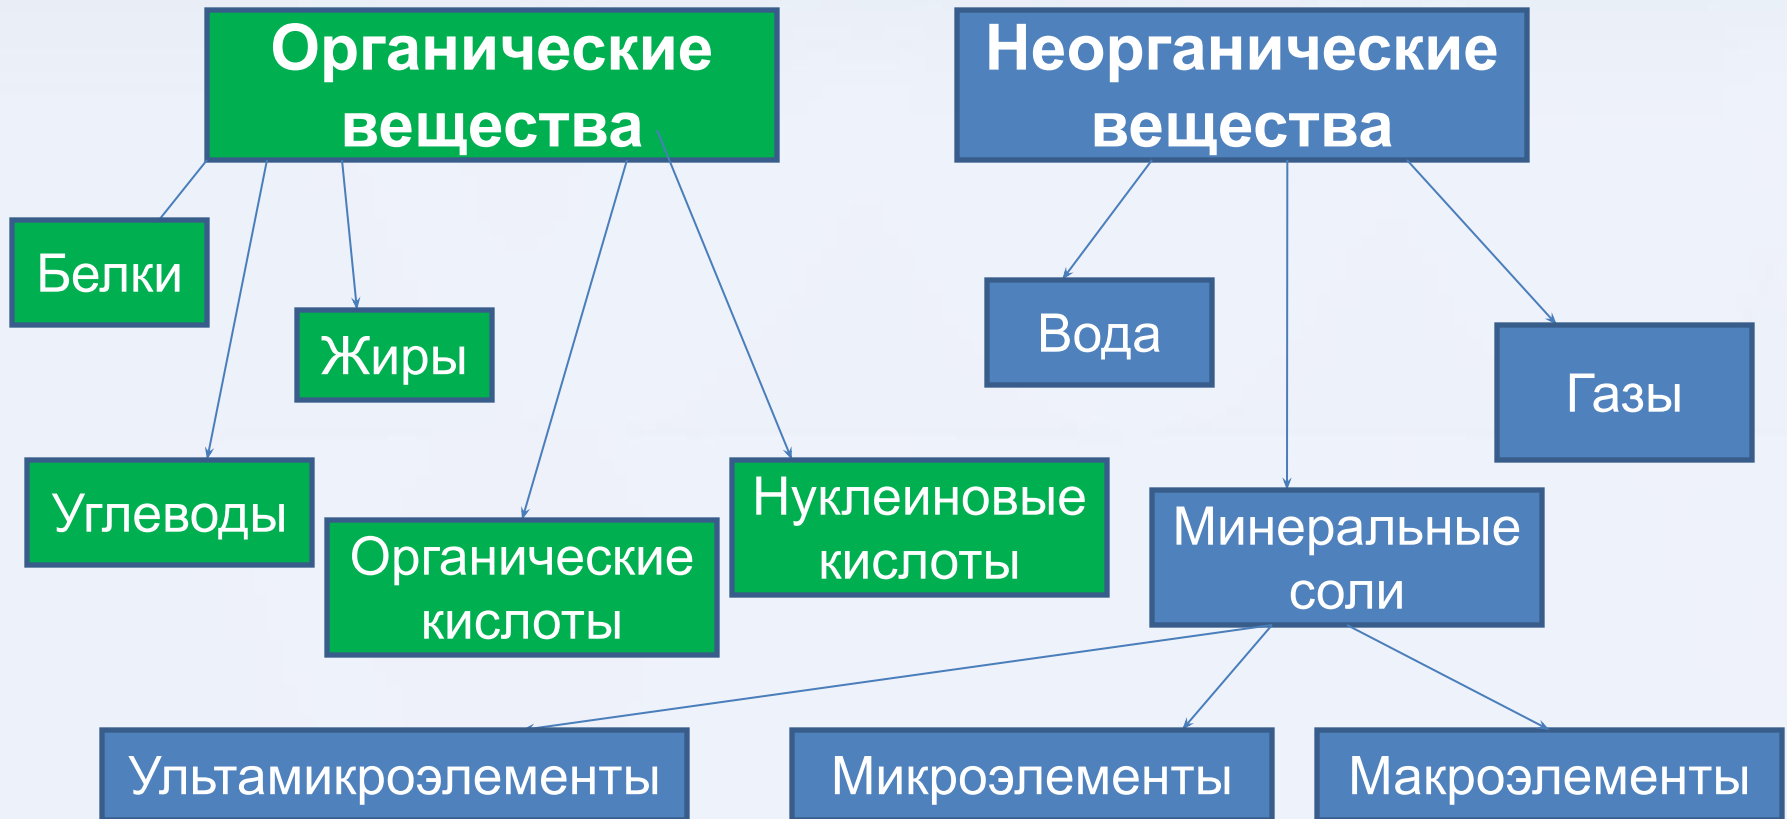 Органические
вещества
Неорганические
вещества
Белки
Жиры
Вода
Газы
Углеводы
Органические
кислоты
Нуклеиновые
кислоты
Минеральные
соли
Ультамикроэлементы
Микроэлементы
Макроэлементы